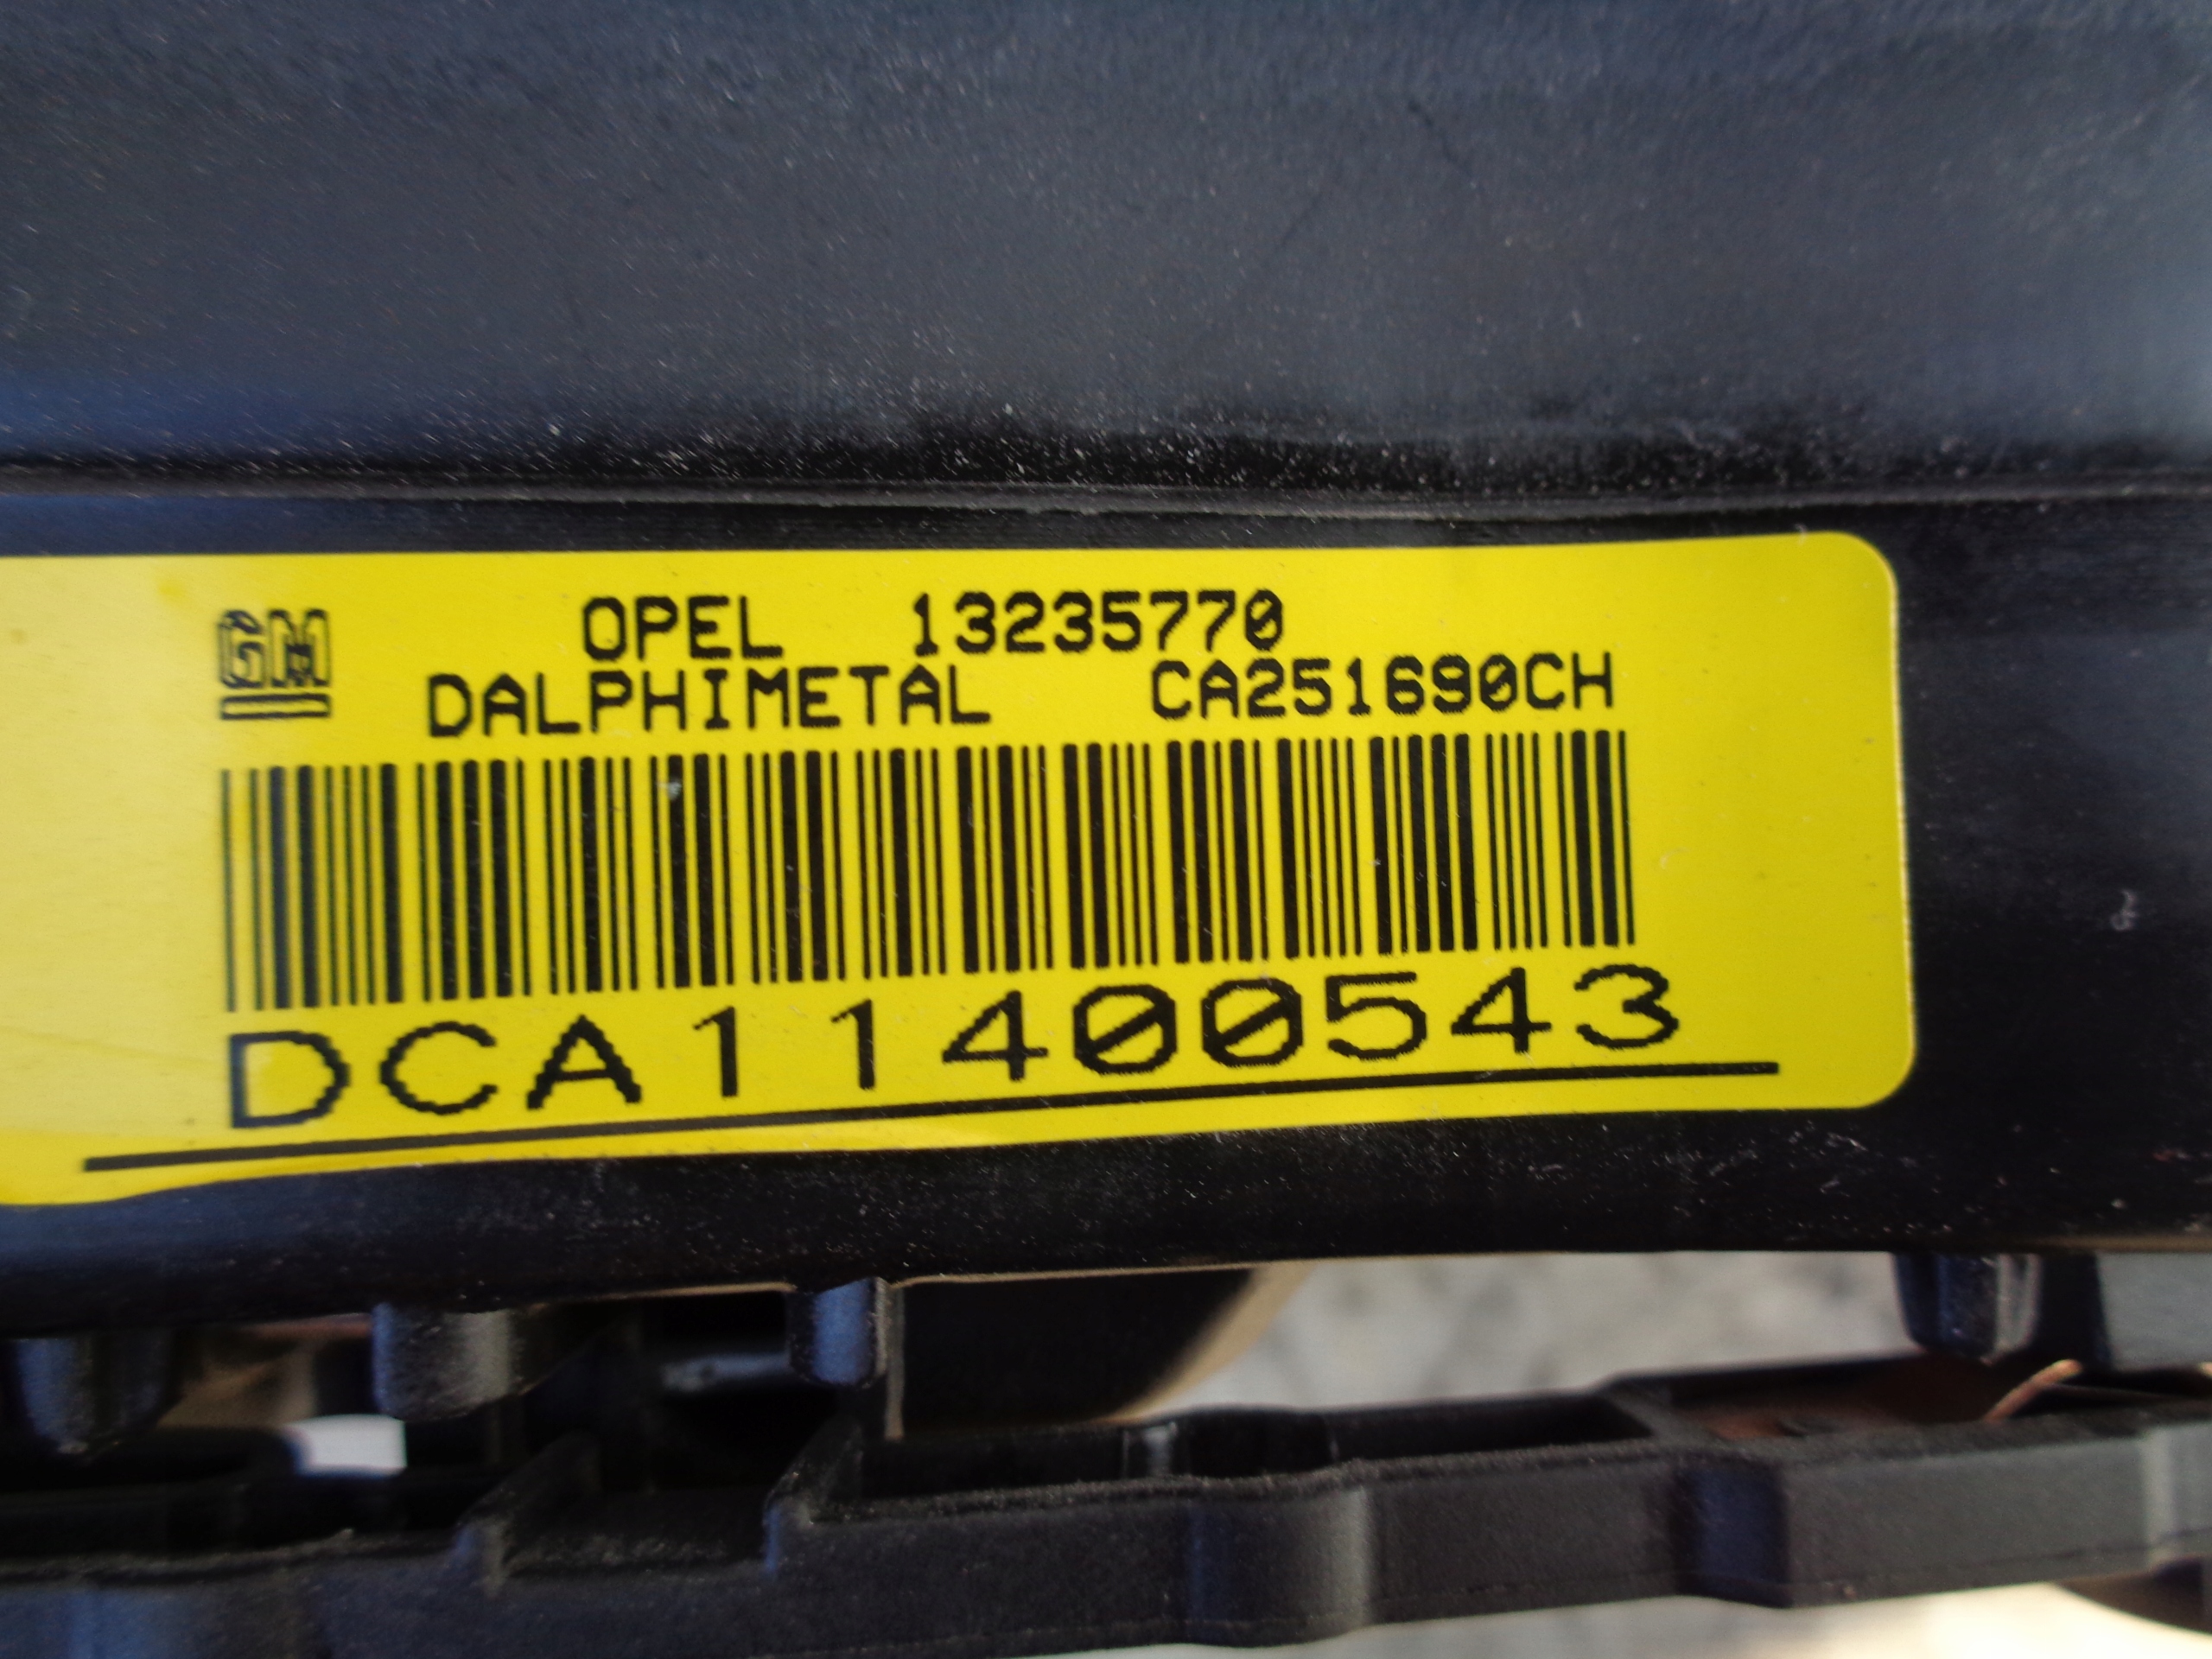 GM OPEL 13235770
DALPHIMETAL CA251690CH
DCA11400543